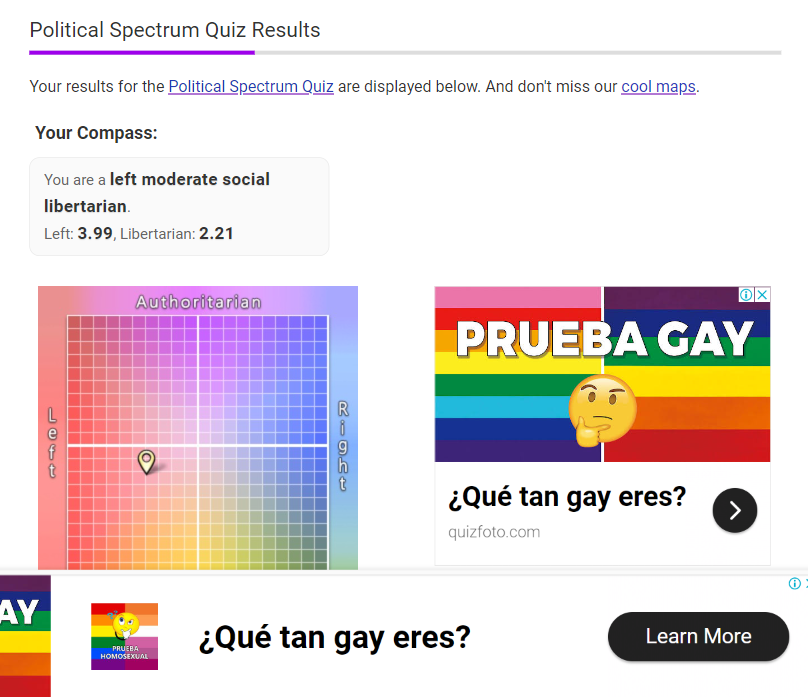 Political Spectrum Quiz Results
Your results for the Political Spectrum Quiz are displayed below. And don't miss our cool maps.
Your Compass:
You are a left moderate social
libertarian.
Left: 3.99, Libertarian: 2.21
Authoritarian
Left
Right
PRUEBA GAY
¿Qué tan gay eres?
quizfoto.com
AY
PRUEBA
HOMOSEXUAL
¿Qué tan gay eres?
Learn More